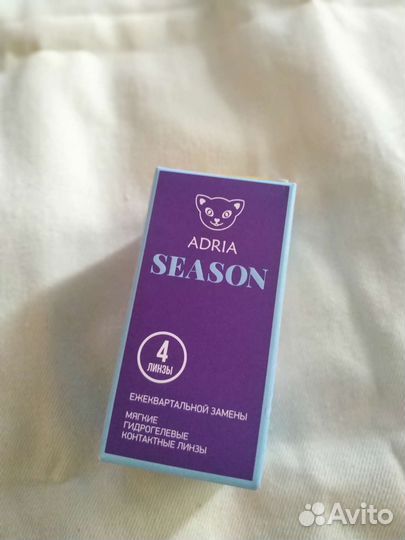 ADRIA
SEASON
4
ЛИНЗЫ
ЕЖЕКВАРТАЛЬНОЙ ЗАМЕНЫ
МЯГКИЕ
ГИДРОГЕЛЕВЫЕ
КОНТАКТНЫЕ ЛИНЗЫ
Avito